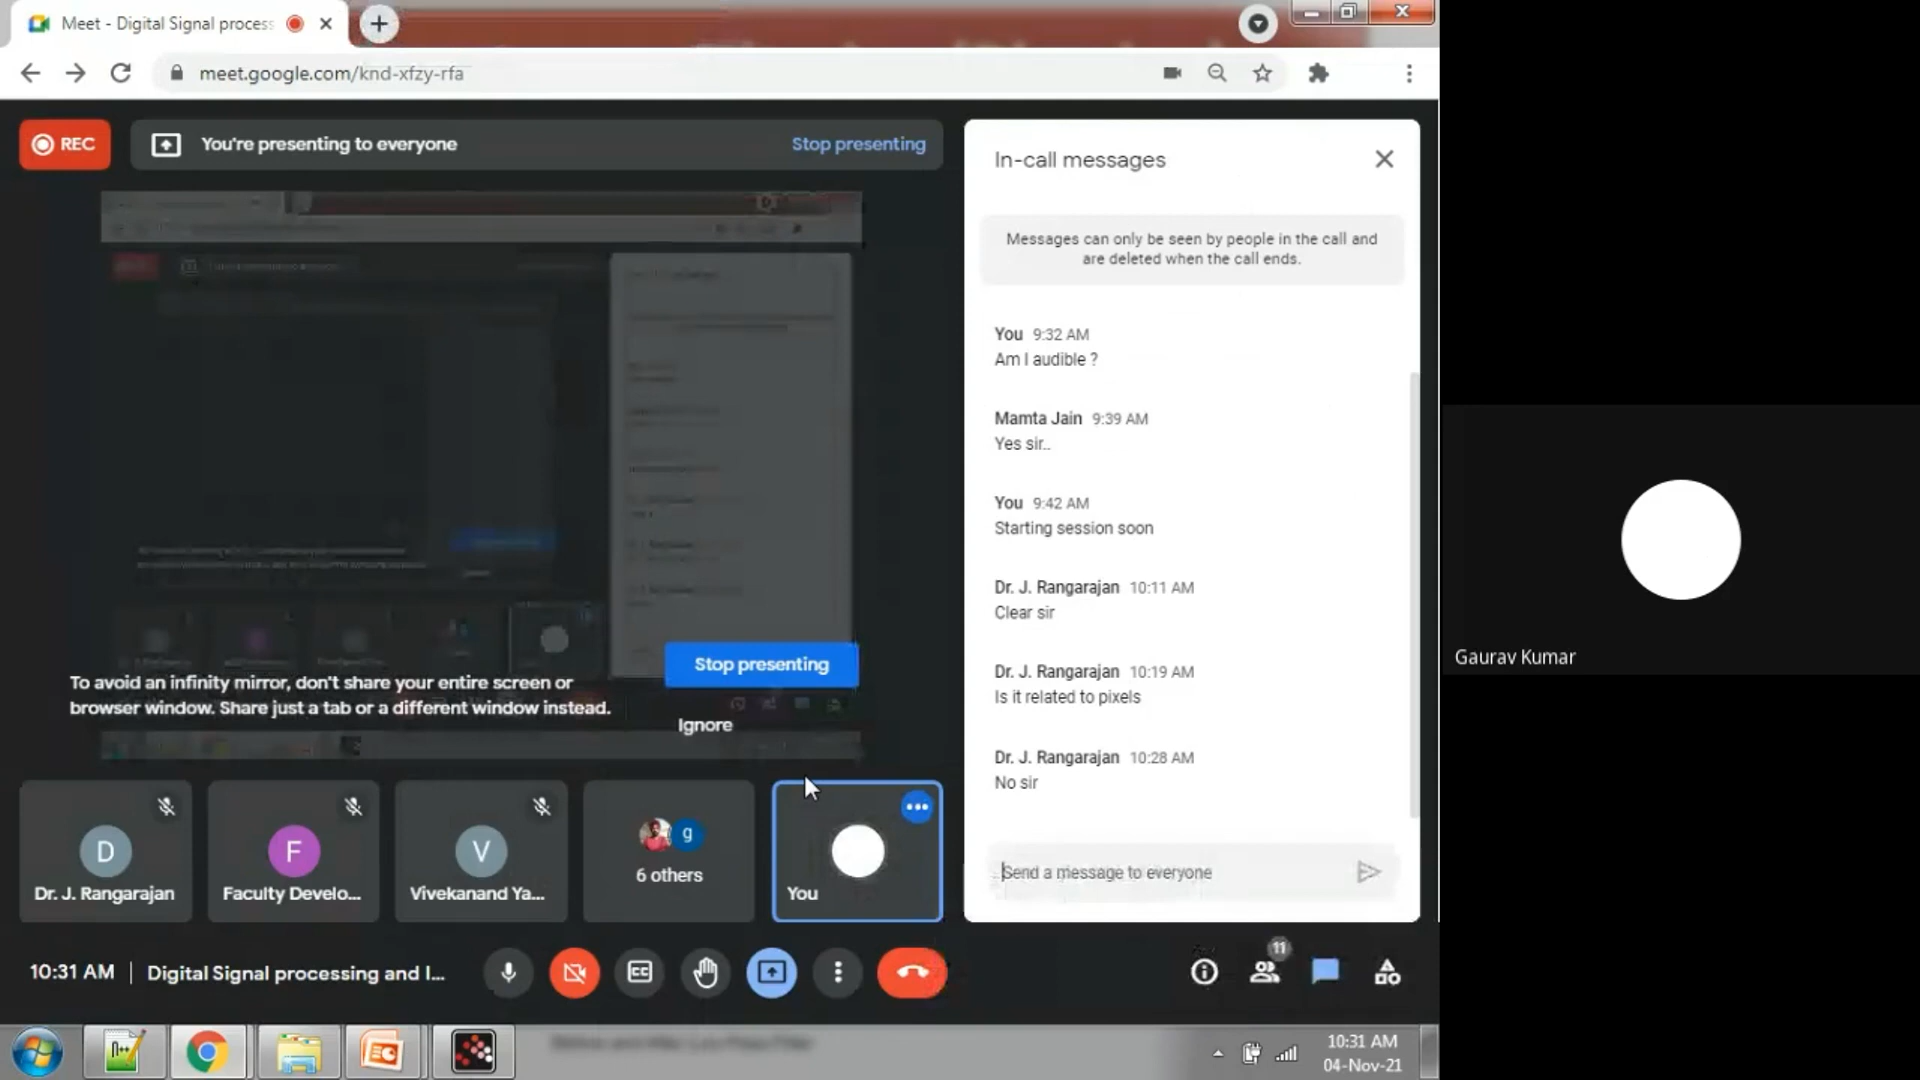 Meet - Digital Signal process
meet.google.com/knd-xfzy-rfa
REC
You're presenting to everyone
Stop presenting
In-call messages
Messages can only be seen by people in the call and
are deleted when the call ends.
You 9:32 AM
Am I audible ?
Mamta Jain 9:39 AM
Yes sir..
You 9:42 AM
Starting session soon
Dr. J. Rangarajan 10:11 AM
Clear sir
Dr. J. Rangarajan 10:19 AM
Is it related to pixels
Dr. J. Rangarajan 10:28 AM
No sir
Send a message to everyone
To avoid an infinity mirror, don't share your entire screen or
browser window. Share just a tab or a different window instead.
Stop presenting
Ignore
D
Dr. J. Rangarajan
F
Faculty Develo...
V
Vivekanand Ya...
g
6 others
You
10:31 AM
Digital Signal processing and I...
CC
11
Gaurav Kumar
10:31 AM
04-Nov-21